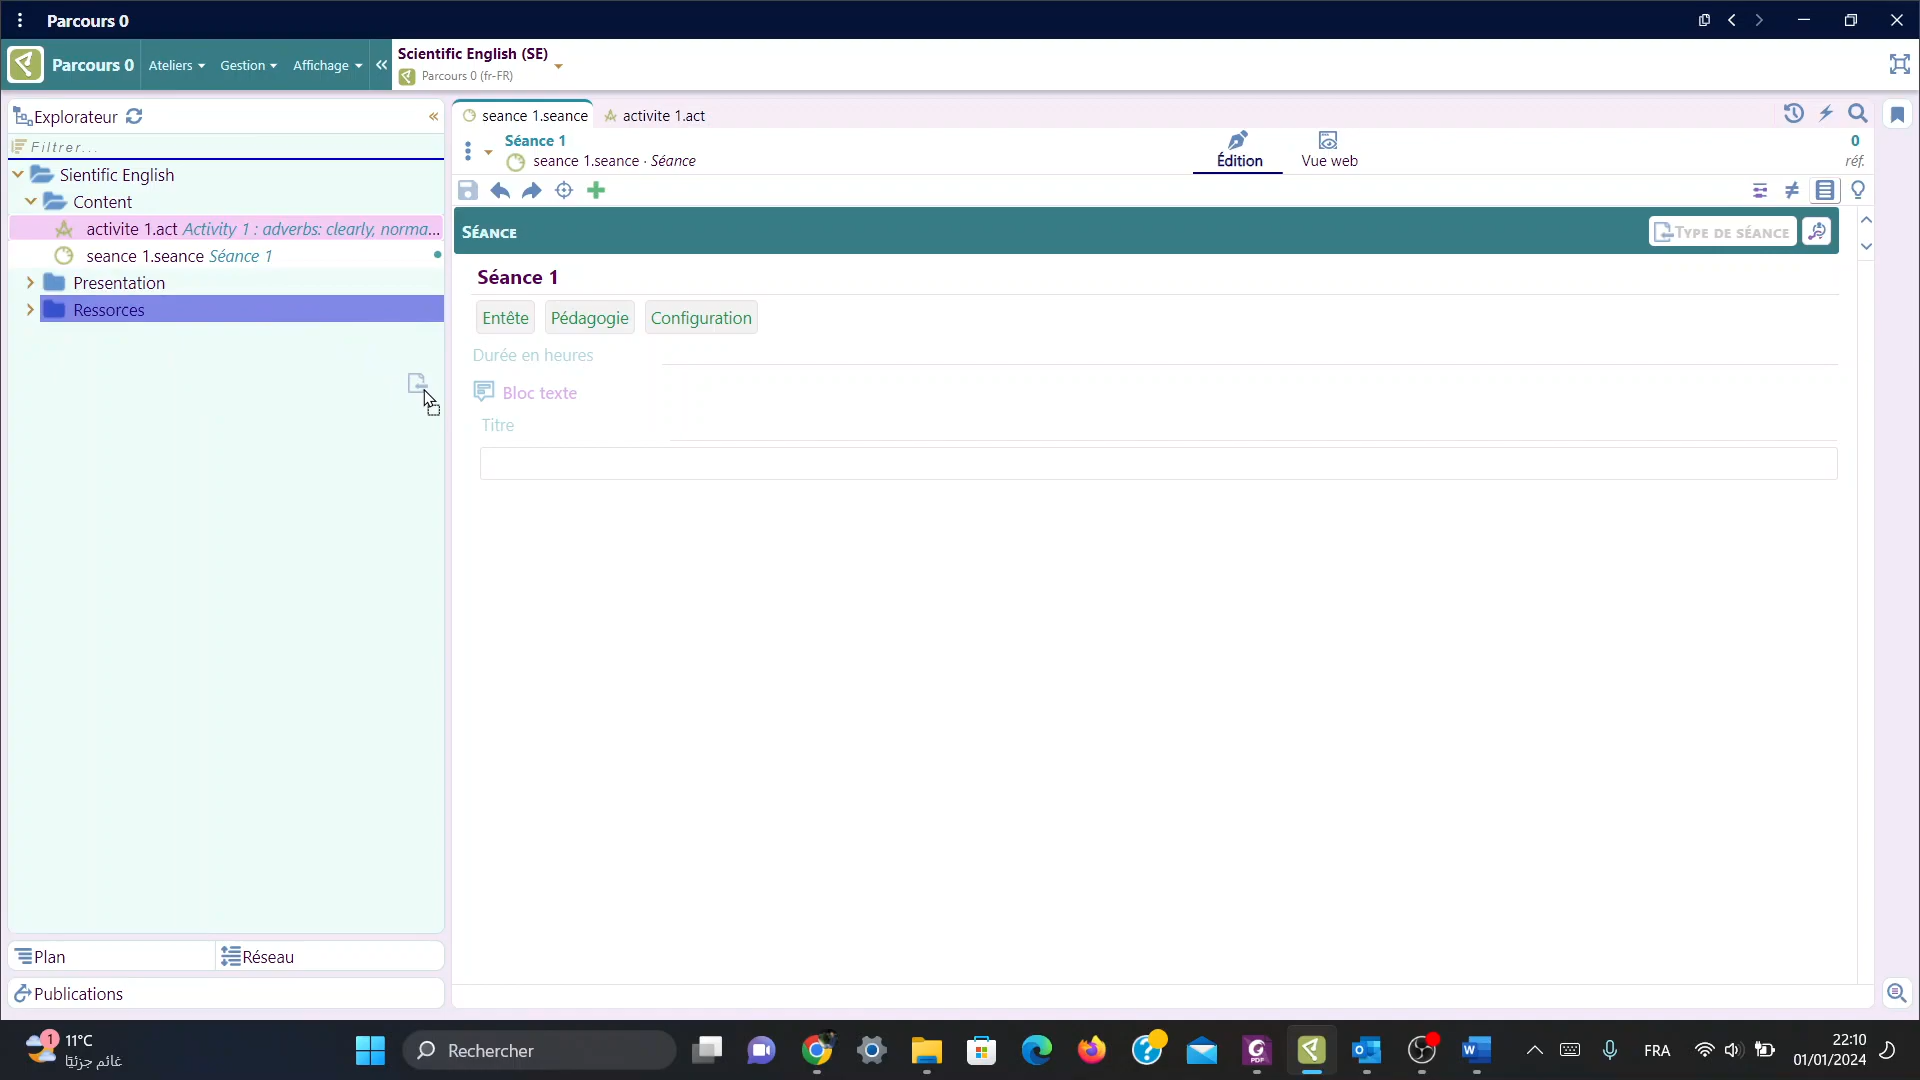 Parcours 0
Parcours 0
Ateliers
Gestion
Affichage
Scientific English (SE)
Parcours 0 (fr-FR)
Explorateur
Filtrer...
Sientific English
Content
activite 1.act Activity 1 : adverbs: clearly, norma...
seance 1.seance Séance 1
Presentation
Ressorces
Plan
Réseau
Publications
seance 1.seance
activite 1.act
Séance 1
seance 1.seance · Séance
Édition
Vue web
0
réf.
Séance
Type de séance
Séance 1
Entête
Pédagogie
Configuration
Durée en heures
Bloc texte
Titre
1
11°C
غائم جزئيًا
Rechercher
PDF
FRA
22:10
01/01/2024